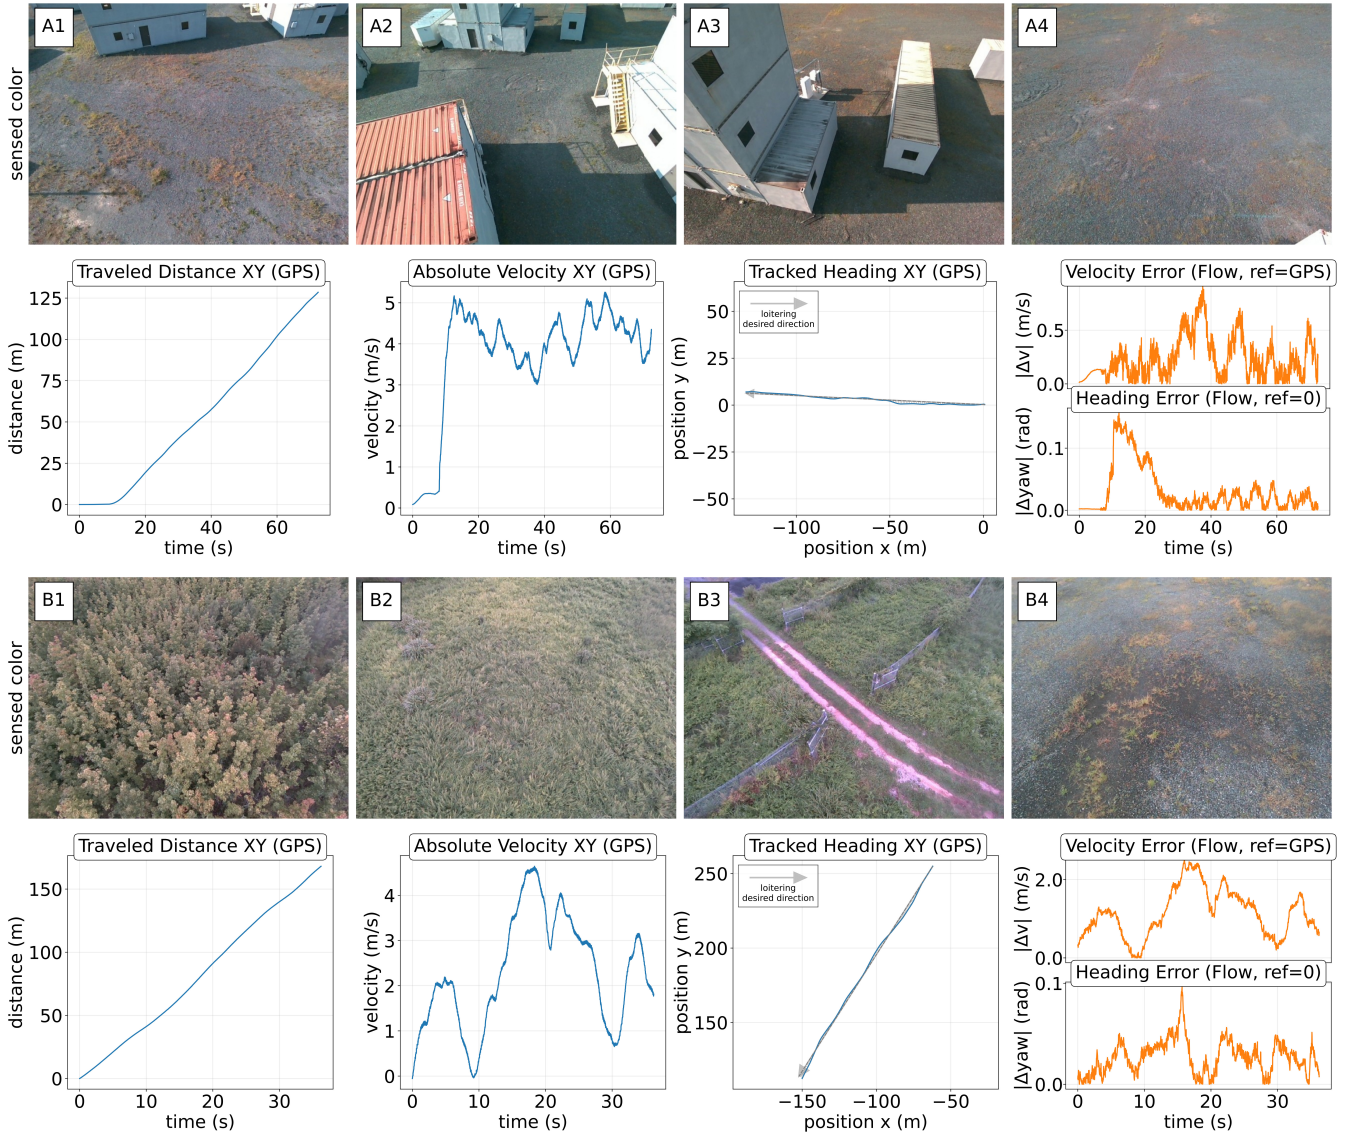 sensed color
A1
A2
A3
A4
Traveled Distance XY (GPS)
distance (m)
125
100
75
50
25
0
0 20 40 60
time (s)
Absolute Velocity XY (GPS)
velocity (m/s)
5
4
3
2
1
0
0 20 40 60
time (s)
Tracked Heading XY (GPS)
loitering
desired direction
position y (m)
50
25
0
−25
−50
−100 −50 0
position x (m)
Velocity Error (Flow, ref=GPS)
|Δv| (m/s)
0.5
0.0
Heading Error (Flow, ref=0)
|Δyaw| (rad)
0.1
0.0
0 20 40 60
time (s)
sensed color
B1
B2
B3
B4
Traveled Distance XY (GPS)
distance (m)
150
100
50
0
0 10 20 30
time (s)
Absolute Velocity XY (GPS)
velocity (m/s)
4
3
2
1
0
0 10 20 30
time (s)
Tracked Heading XY (GPS)
loitering
desired direction
position y (m)
250
200
150
−150 −100 −50
position x (m)
Velocity Error (Flow, ref=GPS)
|Δv| (m/s)
2.0
0.0
Heading Error (Flow, ref=0)
|Δyaw| (rad)
0.1
0.0
0 10 20 30
time (s)